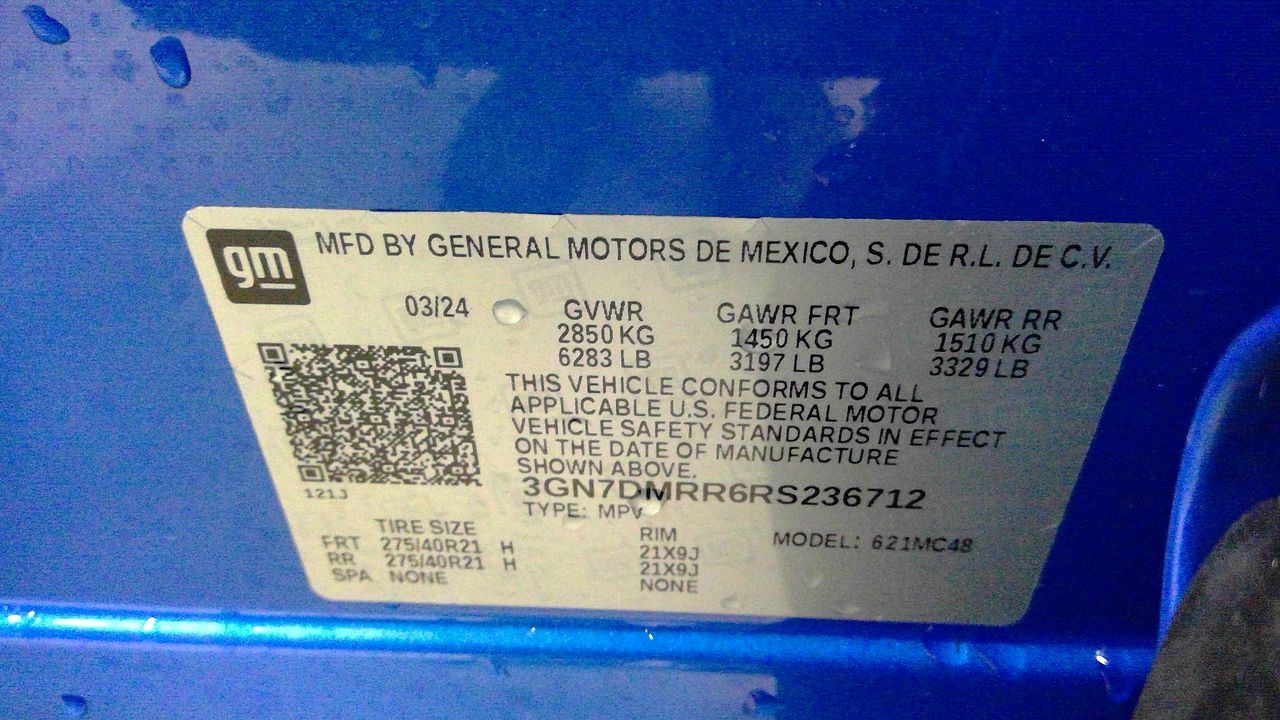 gm
MFD BY GENERAL MOTORS DE MEXICO, S. DE R.L. DE C.V.
03/24 GVWR GAWR FRT GAWR RR
2850 KG 1450 KG 1510 KG
6283 LB 3197 LB 3329 LB
THIS VEHICLE CONFORMS TO ALL
APPLICABLE U.S. FEDERAL MOTOR
VEHICLE SAFETY STANDARDS IN EFFECT
ON THE DATE OF MANUFACTURE
SHOWN ABOVE.
121J
3GN7DMRR6RS236712
TYPE: MPV
TIRE SIZE RIM MODEL: 621MC48
FRT 275/40R21 H 21X9J
RR 275/40R21 H 21X9J
SPA NONE NONE